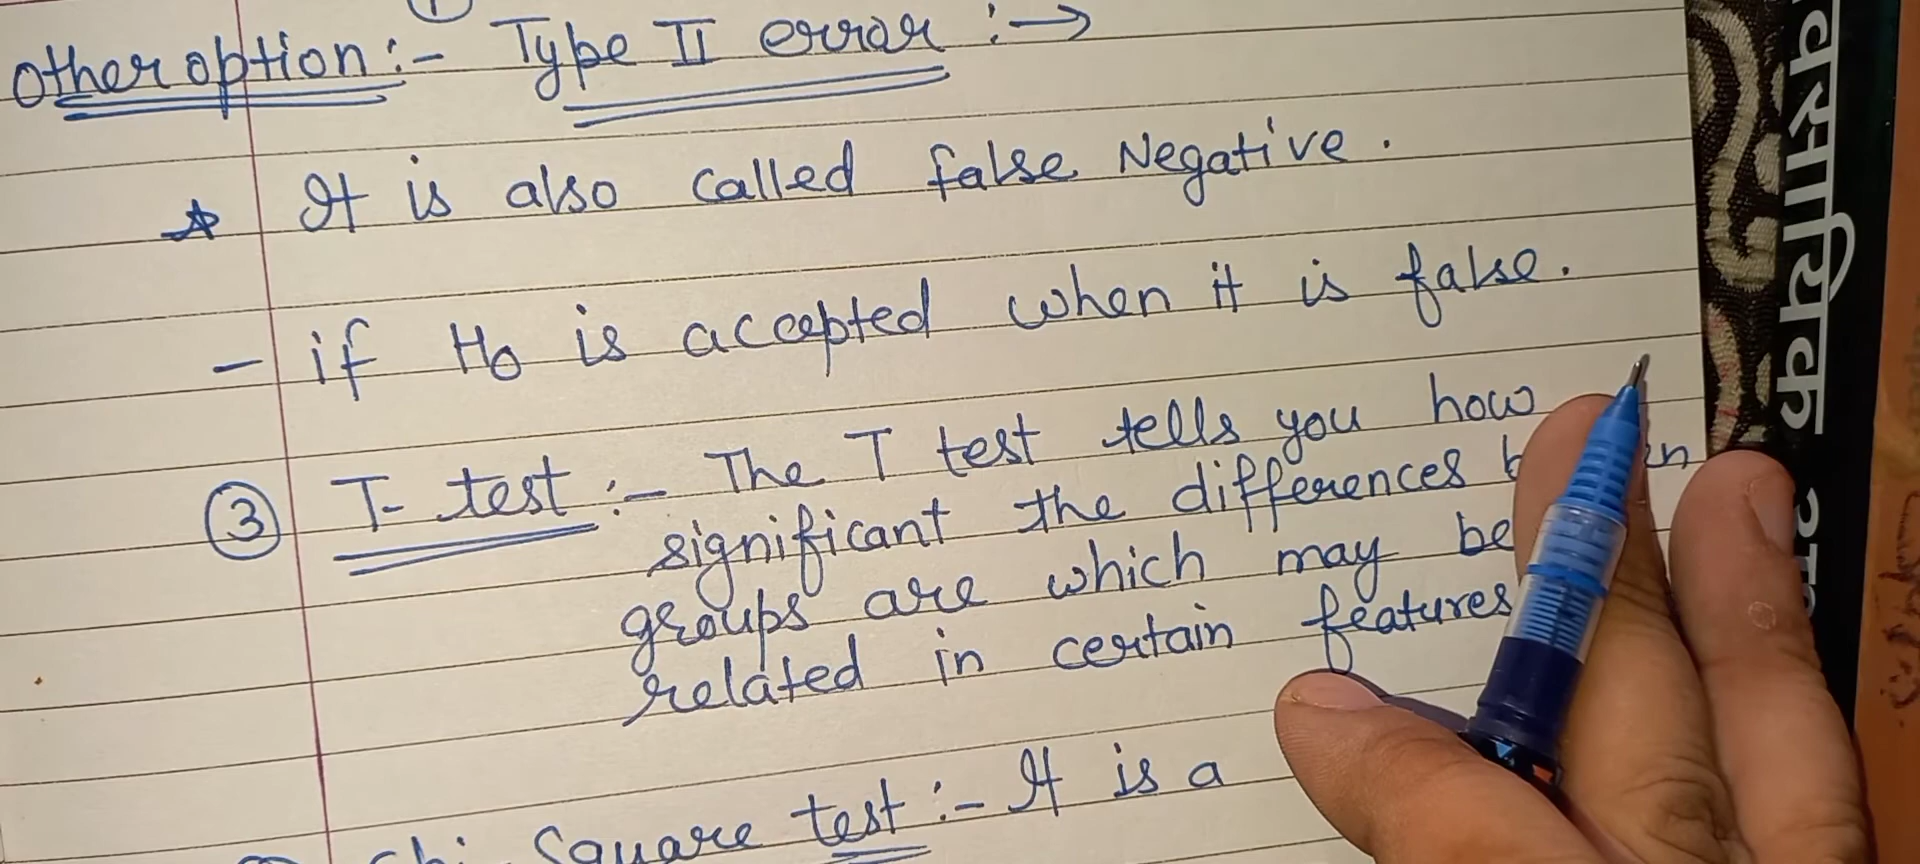 other option:- Type II error :→
☆ It is also called false Negative.
- if H0 is accepted when it is false.
③ T- test :- The T test tells you how
significant the differences
groups are which may be
related in certain features
Square test :- It is a